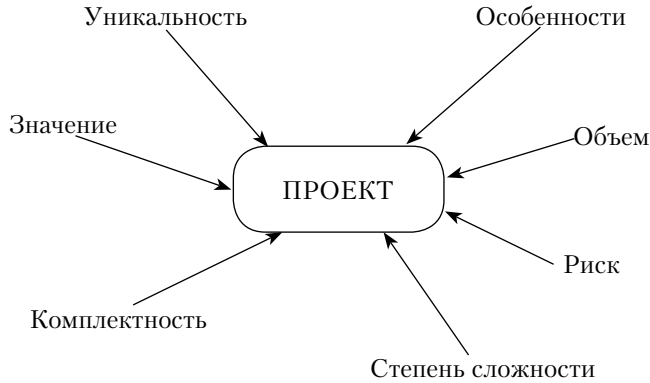 Уникальность
Особенности
Значение
Объем
ПРОЕКТ
Риск
Комплектность
Степень сложности